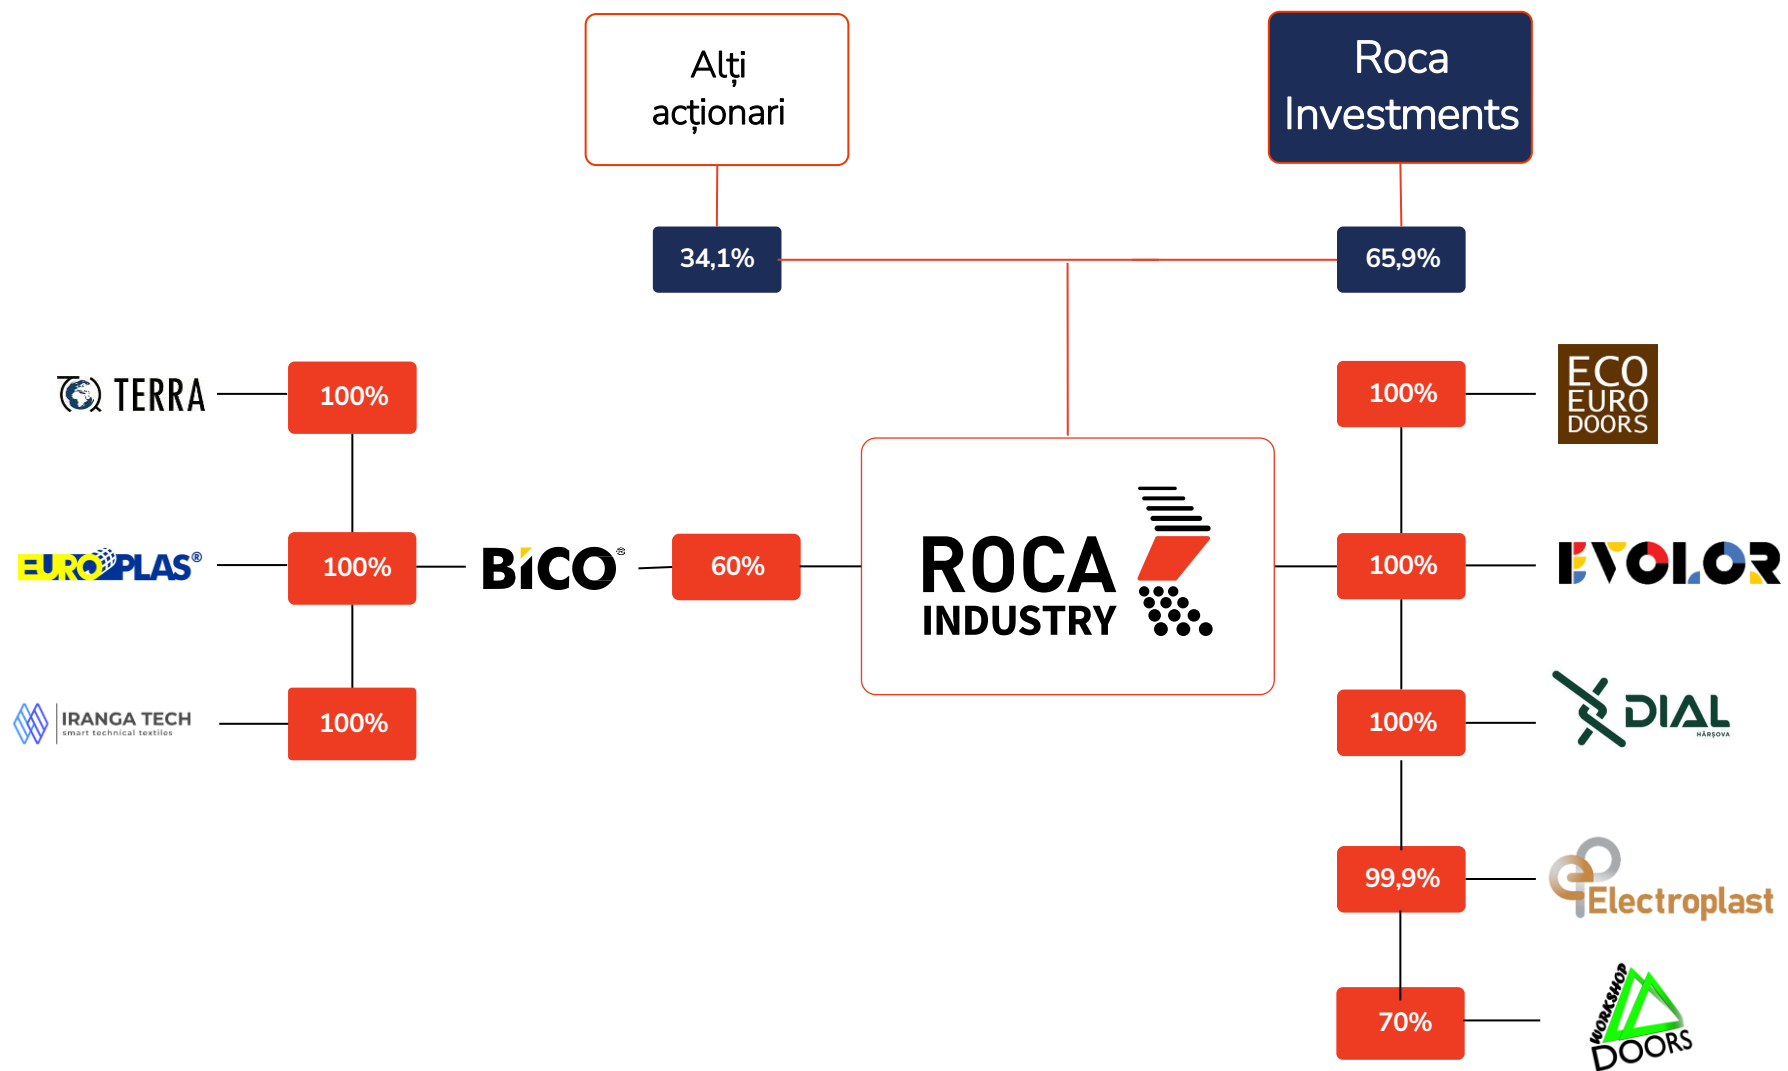 Alți
acționari
Roca
Investments
34,1%
65,9%
TERRA
100%
100%
ECO
EURO
DOORS
EUROPLAS®
100%
BICO®
60%
ROCA
INDUSTRY
100%
EVOLOR
IRANGA TECH
smart technical textiles
100%
100%
DIAL
HÂRȘOVA
99,9%
ep
Electroplast
70%
WORKSHOP
DOORS